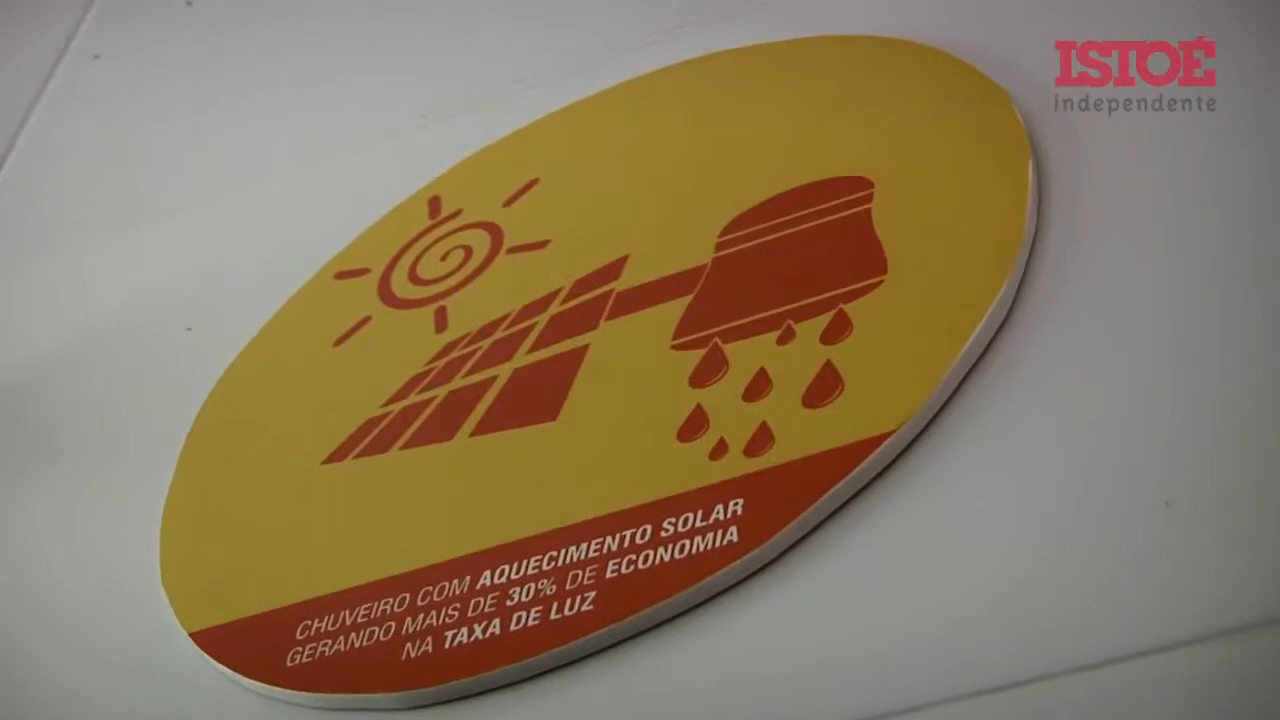 ISTOÉ
independente
CHUVEIRO COM AQUECIMENTO SOLAR
GERANDO MAIS DE 30% DE ECONOMIA
NA TAXA DE LUZ